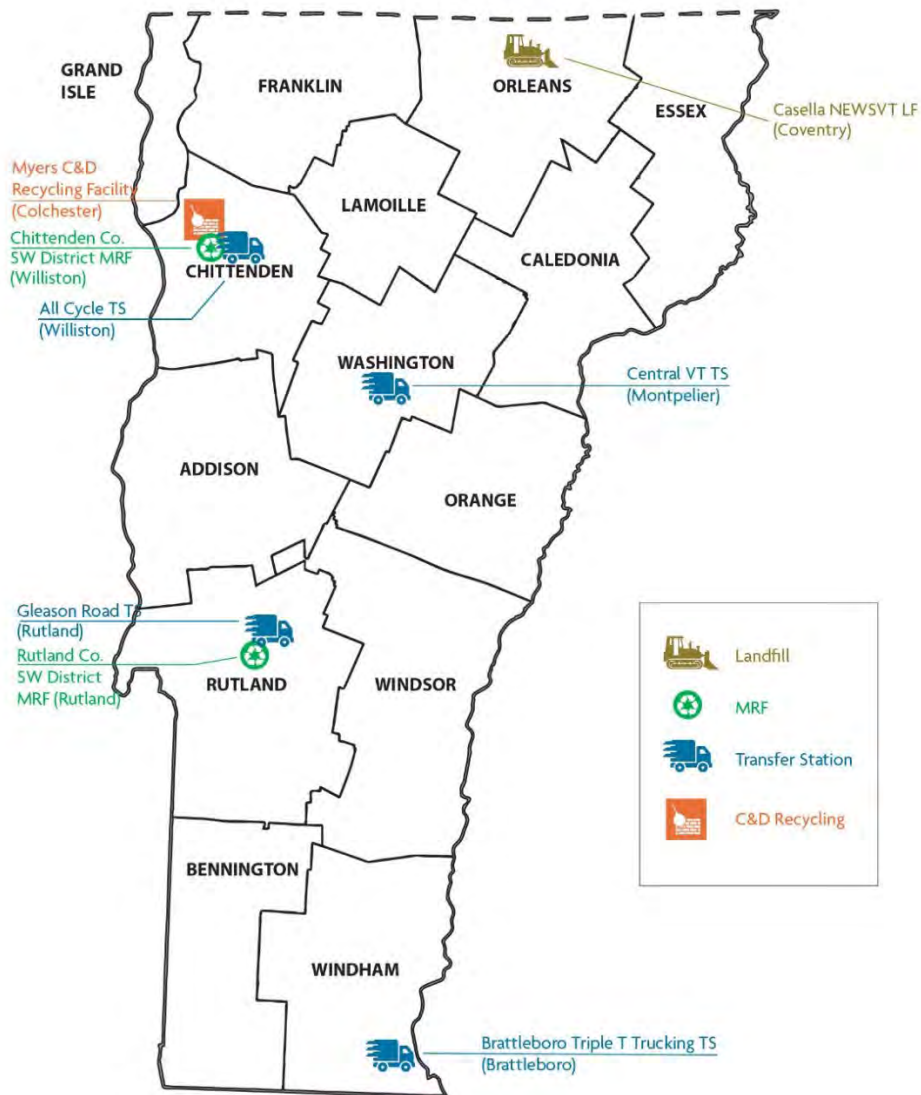 GRAND
ISLE
FRANKLIN
ORLEANS
ESSEX
Casella NEWSVT LF
(Coventry)
Myers C&D
Recycling Facility
(Colchester)
LAMOILLE
Chittenden Co.
SW District MRF
(Williston)
CHITTENDEN
CALEDONIA
All Cycle TS
(Williston)
WASHINGTON
Central VT TS
(Montpelier)
ADDISON
ORANGE
Gleason Road TS
(Rutland)
Rutland Co.
SW District
MRF (Rutland)
RUTLAND
WINDSOR
Landfill
MRF
Transfer Station
C&D Recycling
BENNINGTON
WINDHAM
Brattleboro Triple T Trucking TS
(Brattleboro)